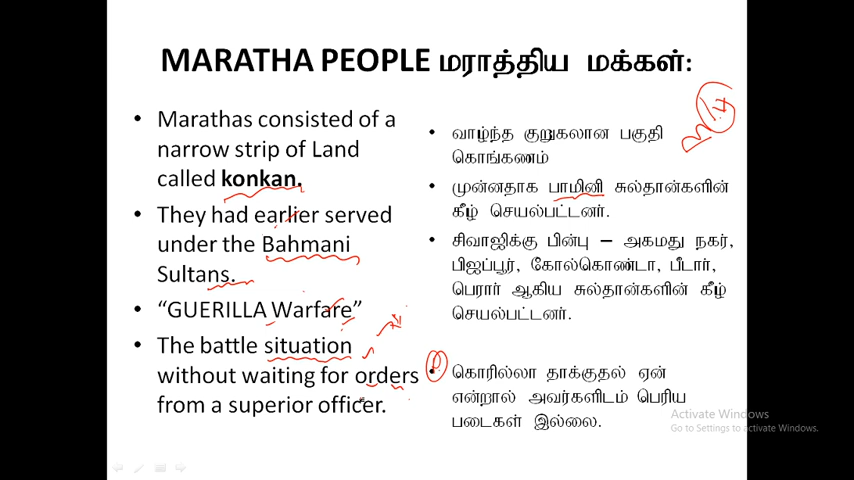 MARATHA PEOPLE மராத்திய மக்கள்:
• Marathas consisted of a
narrow strip of Land
called konkan.
• They had earlier served
under the Bahmani
Sultans.
• “GUERILLA Warfare”
• The battle situation
without waiting for orders
from a superior officer.
• வாழ்ந்த குறுகலான பகுதி
கொங்கணம்
• முன்னதாக பாமினி சுல்தான்களின்
கீழ் செயல்பட்டனர்.
• சிவாஜிக்கு பின்பு – அகமது நகர்,
பிஜப்பூர், கோல்கொண்டா, பீடார்,
பெரார் ஆகிய சுல்தான்களின் கீழ்
செயல்பட்டனர்.
• கொரில்லா தாக்குதல் ஏன்
என்றால் அவர்களிடம் பெரிய
படைகள் இல்லை.
Activate Windows
Go to Settings to activate Windows.